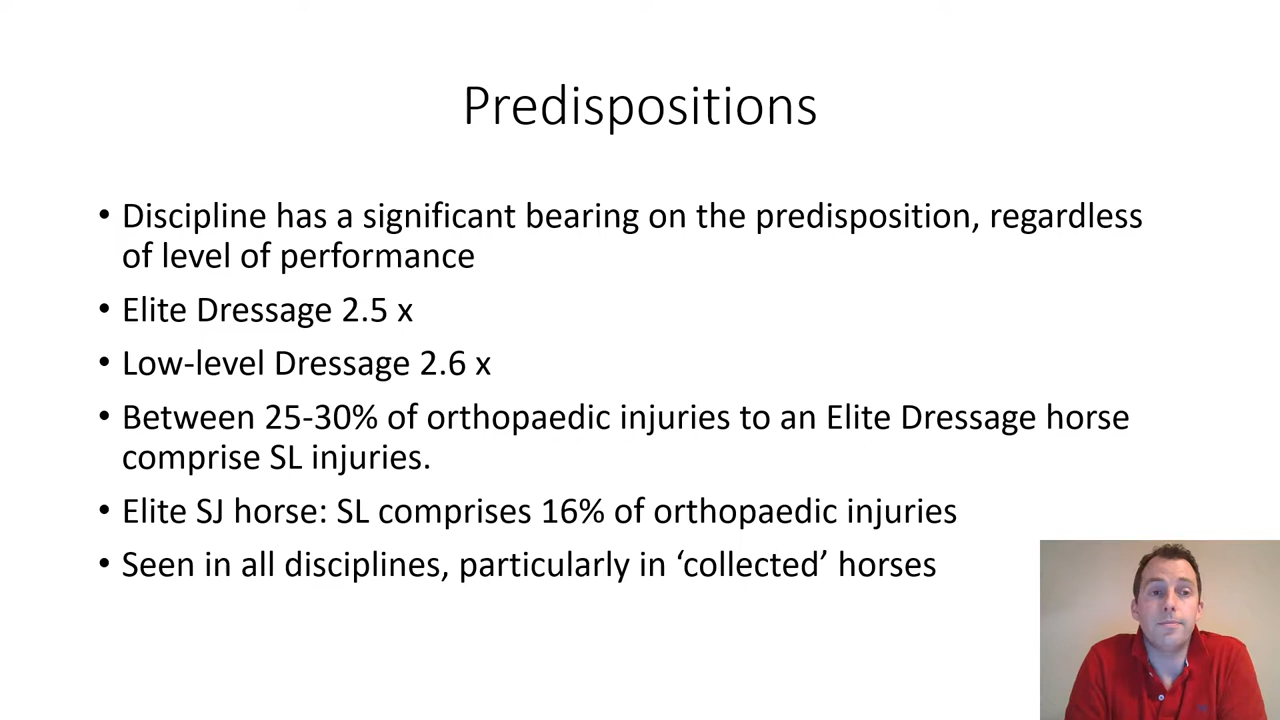 Predispositions
• Discipline has a significant bearing on the predisposition, regardless
of level of performance
• Elite Dressage 2.5 x
• Low-level Dressage 2.6 x
• Between 25-30% of orthopaedic injuries to an Elite Dressage horse
comprise SL injuries.
• Elite SJ horse: SL comprises 16% of orthopaedic injuries
• Seen in all disciplines, particularly in ‘collected’ horses